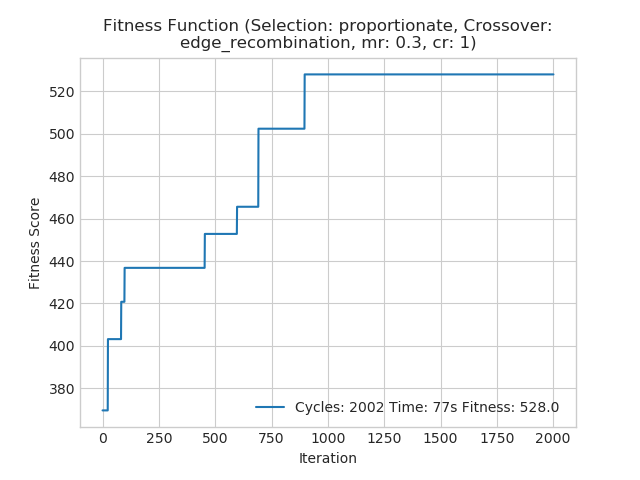 Fitness Function (Selection: proportionate, Crossover:
edge_recombination, mr: 0.3, cr: 1)
520
500
480
460
440
420
400
380
Fitness Score
Cycles: 2002 Time: 77s Fitness: 528.0
0 250 500 750 1000 1250 1500 1750 2000
Iteration